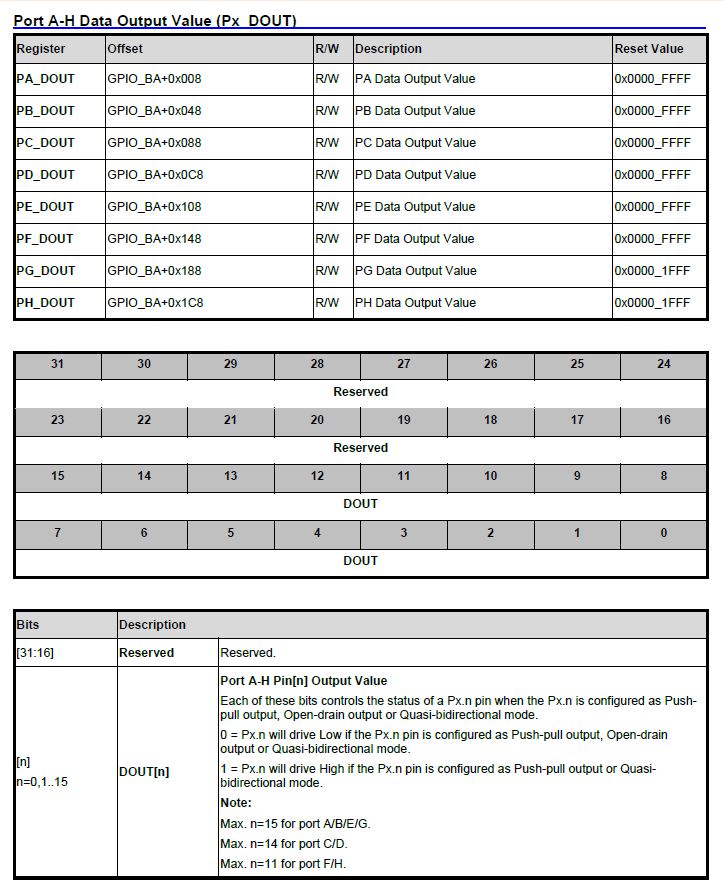 Port A-H Data Output Value (Px_DOUT)
Register Offset R/W Description Reset Value
PA_DOUT GPIO_BA+0x008 R/W PA Data Output Value 0x0000_FFFF
PB_DOUT GPIO_BA+0x048 R/W PB Data Output Value 0x0000_FFFF
PC_DOUT GPIO_BA+0x088 R/W PC Data Output Value 0x0000_FFFF
PD_DOUT GPIO_BA+0x0C8 R/W PD Data Output Value 0x0000_FFFF
PE_DOUT GPIO_BA+0x108 R/W PE Data Output Value 0x0000_FFFF
PF_DOUT GPIO_BA+0x148 R/W PF Data Output Value 0x0000_FFFF
PG_DOUT GPIO_BA+0x188 R/W PG Data Output Value 0x0000_1FFF
PH_DOUT GPIO_BA+0x1C8 R/W PH Data Output Value 0x0000_1FFF
31 30 29 28 27 26 25 24
Reserved
23 22 21 20 19 18 17 16
Reserved
15 14 13 12 11 10 9 8
DOUT
7 6 5 4 3 2 1 0
DOUT
Bits Description
[31:16] Reserved Reserved.
[n]
n=0,1..15
DOUT[n]
Port A-H Pin[n] Output Value
Each of these bits controls the status of a Px.n pin when the Px.n is configured as Push-
pull output, Open-drain output or Quasi-bidirectional mode.
0 = Px.n will drive Low if the Px.n pin is configured as Push-pull output, Open-drain
output or Quasi-bidirectional mode.
1 = Px.n will drive High if the Px.n pin is configured as Push-pull output or Quasi-
bidirectional mode.
Note:
Max. n=15 for port A/B/E/G.
Max. n=14 for port C/D.
Max. n=11 for port F/H.